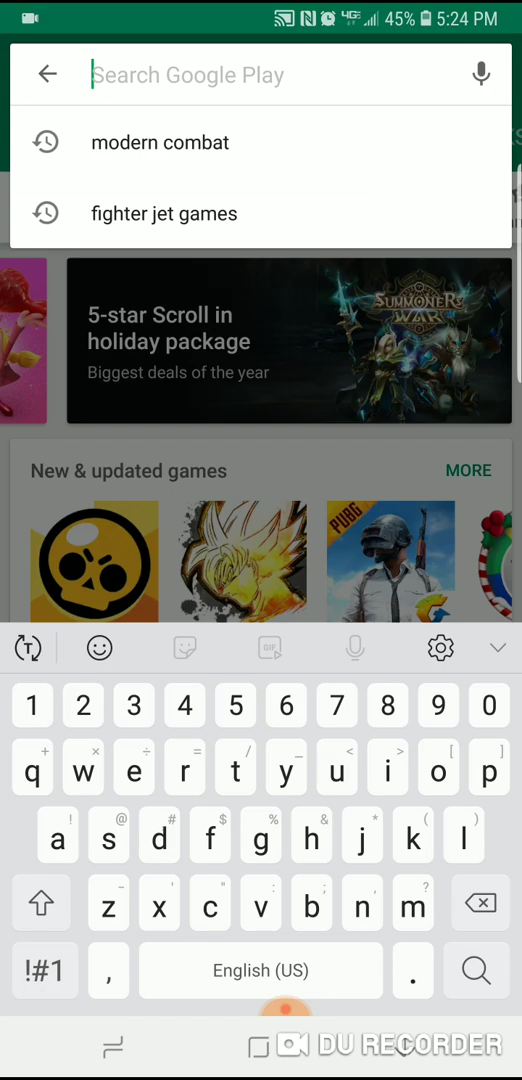 4GE 45% 5:24 PM
Search Google Play
modern combat
fighter jet games
5-star Scroll in
holiday package
Biggest deals of the year
SUMMONERS
WAR
New & updated games
MORE
PUBG
T
GIF
1 2 3 4 5 6 7 8 9 0
+ × ÷ = / _ < > [ ]
q w e r t y u i o p
! @ # $ % & * ( )
a s d f g h j k l
- ' " : ; , ?
z x c v b n m
!#1 , English (US) .
DU RECORDER